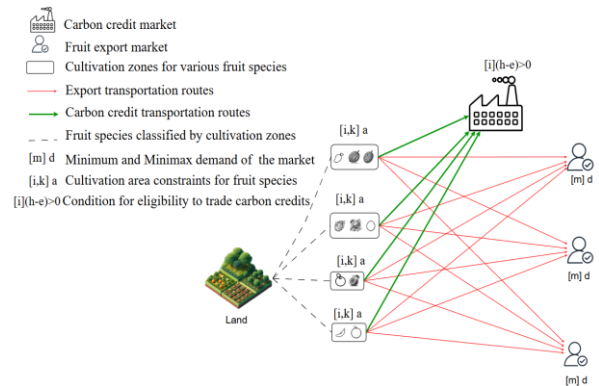 Carbon credit market
Fruit export market
Cultivation zones for various fruit species
Export transportation routes
Carbon credit transportation routes
Fruit species classified by cultivation zones
[m] d Minimum and Minimax demand of the market
[i,k] a Cultivation area constraints for fruit species
[i](h-e)>0 Condition for eligibility to trade carbon credits
[i](h-e)>0
[i,k] a
[m] d
[i,k] a
[i,k] a
[m] d
[i,k] a
Land
[m] d